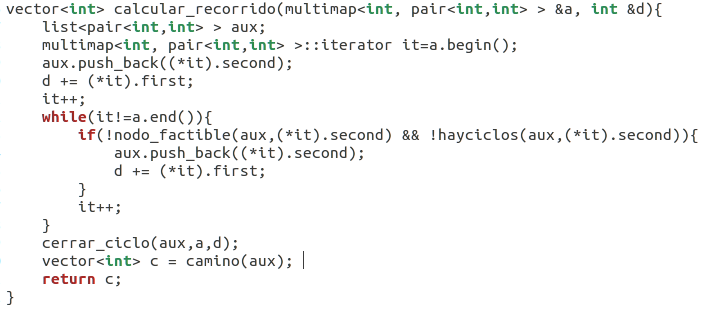 vector<int> calcular_recorrido(multimap<int, pair<int,int> > &a, int &d){
    list<pair<int,int> > aux;
    multimap<int, pair<int,int> >::iterator it=a.begin();
    aux.push_back((*it).second);
    d += (*it).first;
    it++;
    while(it!=a.end()){
        if(!nodo_factible(aux,(*it).second) && !hayciclos(aux,(*it).second)){
            aux.push_back((*it).second);
            d += (*it).first;
        }
        it++;
    }
    cerrar_ciclo(aux,a,d);
    vector<int> c = camino(aux);
    return c;
}